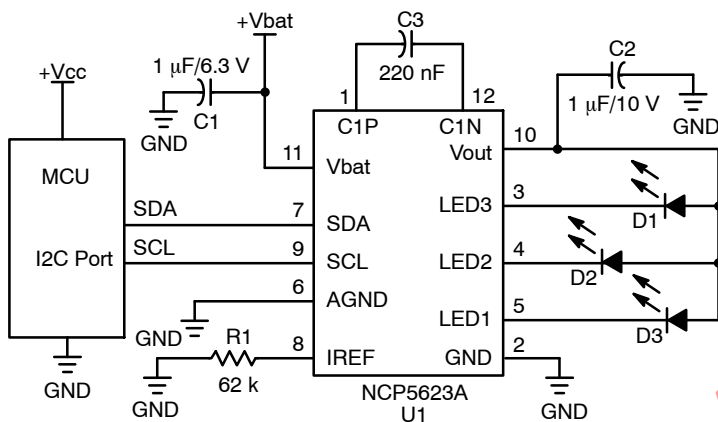 +Vbat
C3
220 nF
1
12
+Vcc
1 μF/6.3 V
C1
GND
C2
1 μF/10 V
GND
C1P
C1N
10
Vout
11
Vbat
MCU
I2C Port
SDA
7
SDA
SCL
9
SCL
6
AGND
GND
R1
62 k
8
IREF
GND
GND
3
LED3
D1
4
LED2
D2
5
LED1
D3
2
GND
GND
NCP5623A
U1